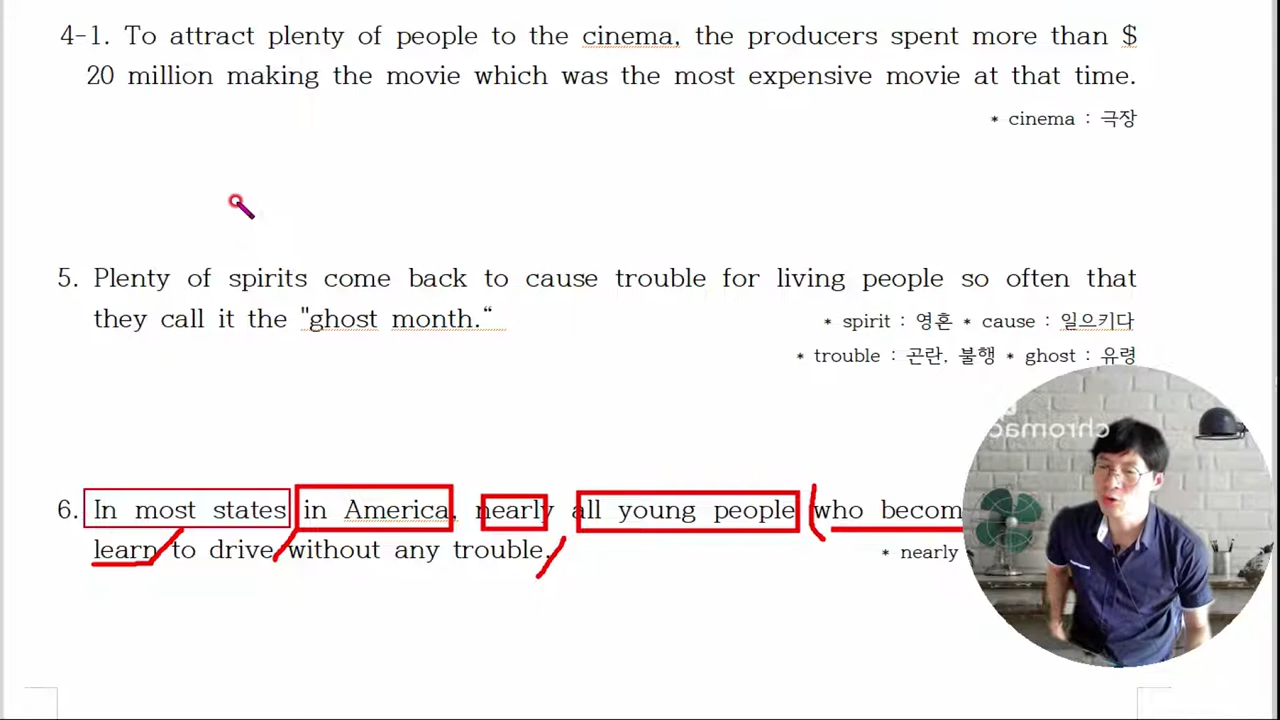 4-1. To attract plenty of people to the cinema, the producers spent more than $
20 million making the movie which was the most expensive movie at that time.
* cinema : 극장
5. Plenty of spirits come back to cause trouble for living people so often that
they call it the "ghost month.“
* spirit : 영혼 * cause : 일으키다
* trouble : 곤란, 불행 * ghost : 유령
6. In most states in America, nearly all young people who becom
learn to drive without any trouble.
* nearly